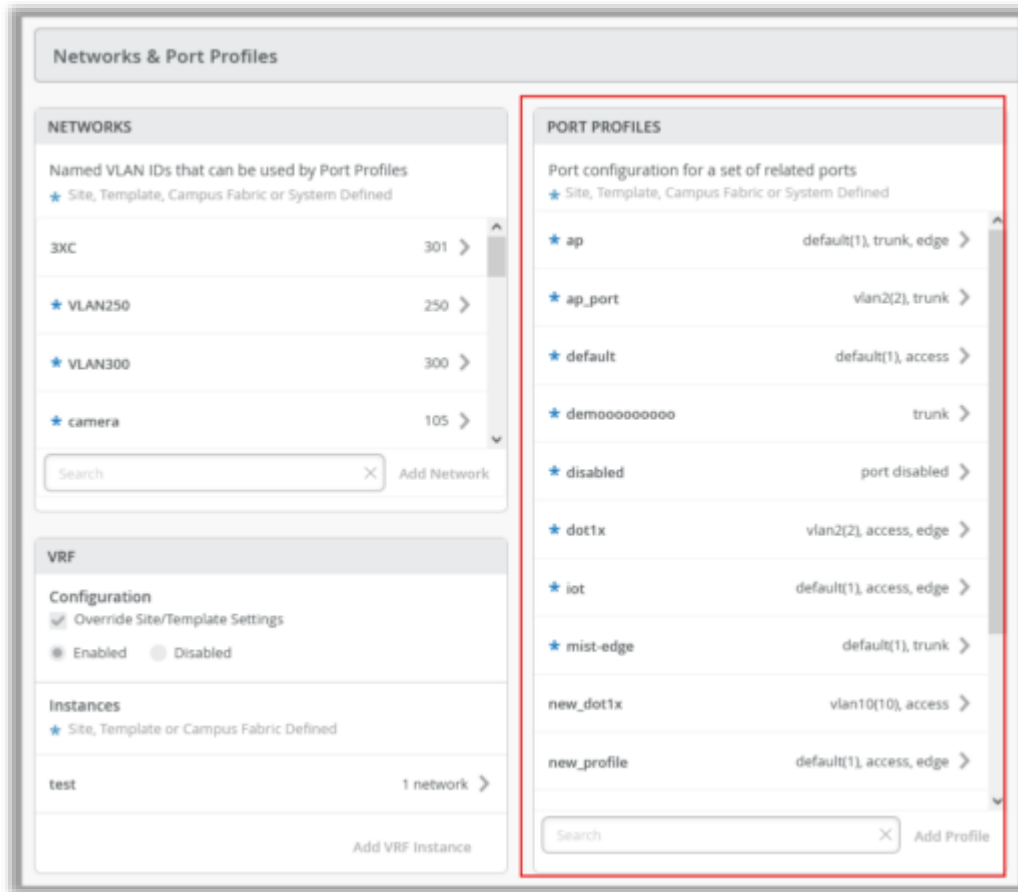 Networks & Port Profiles
NETWORKS
Named VLAN IDs that can be used by Port Profiles
★ Site, Template, Campus Fabric or System Defined
3XC 301
★ VLAN250 250
★ VLAN300 300
★ camera 105
Search Add Network
VRF
Configuration
Override Site/Template Settings
Enabled Disabled
Instances
★ Site, Template or Campus Fabric Defined
test 1 network
Add VRF Instance
PORT PROFILES
Port configuration for a set of related ports
★ Site, Template, Campus Fabric or System Defined
★ ap default(1), trunk, edge
★ ap_port vlan2(2), trunk
★ default default(1), access
★ demooooooooo trunk
★ disabled port disabled
★ dot1x vlan2(2), access, edge
★ iot default(1), access, edge
★ mist-edge default(1), trunk
new_dot1x vlan10(10), access
new_profile default(1), access, edge
Search Add Profile